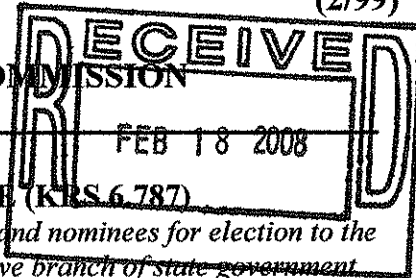 (2/99)
RECEIVED
MMISSION
FEB 18 2008
E (KRS 6.787)
and nominees for election to the
ve branch of state government